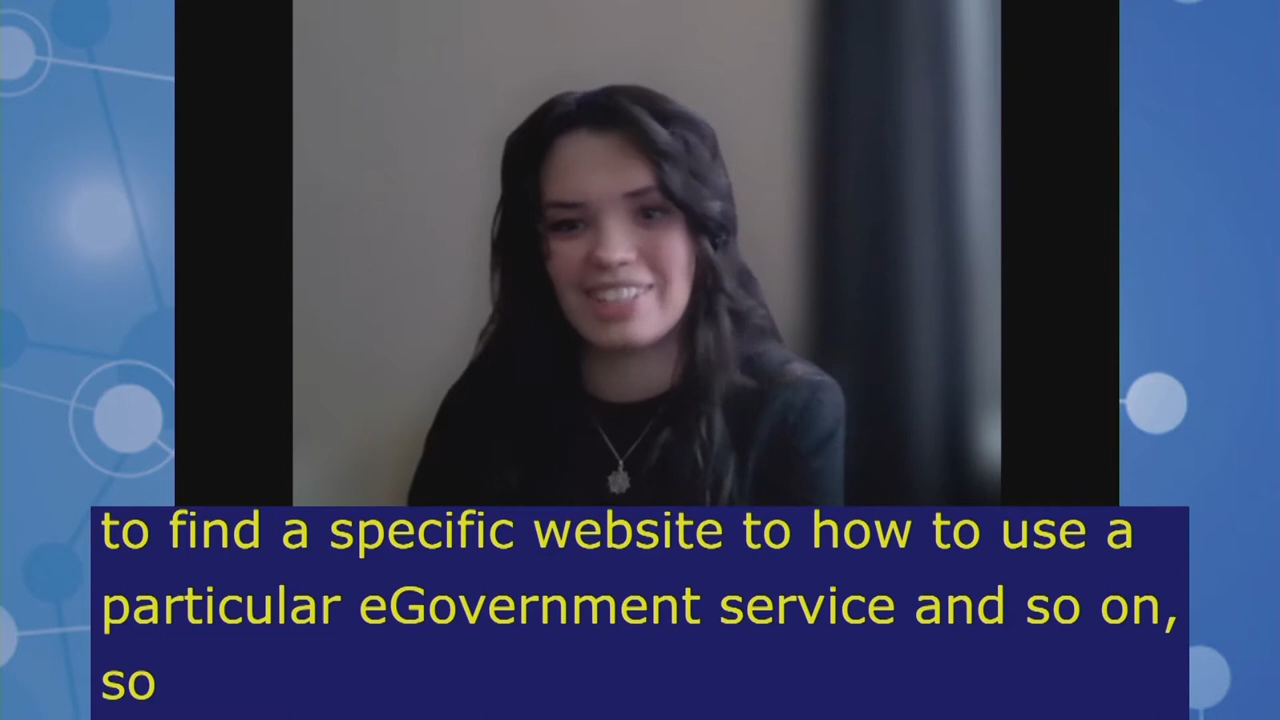 to find a specific website to how to use a
particular eGovernment service and so on,
so